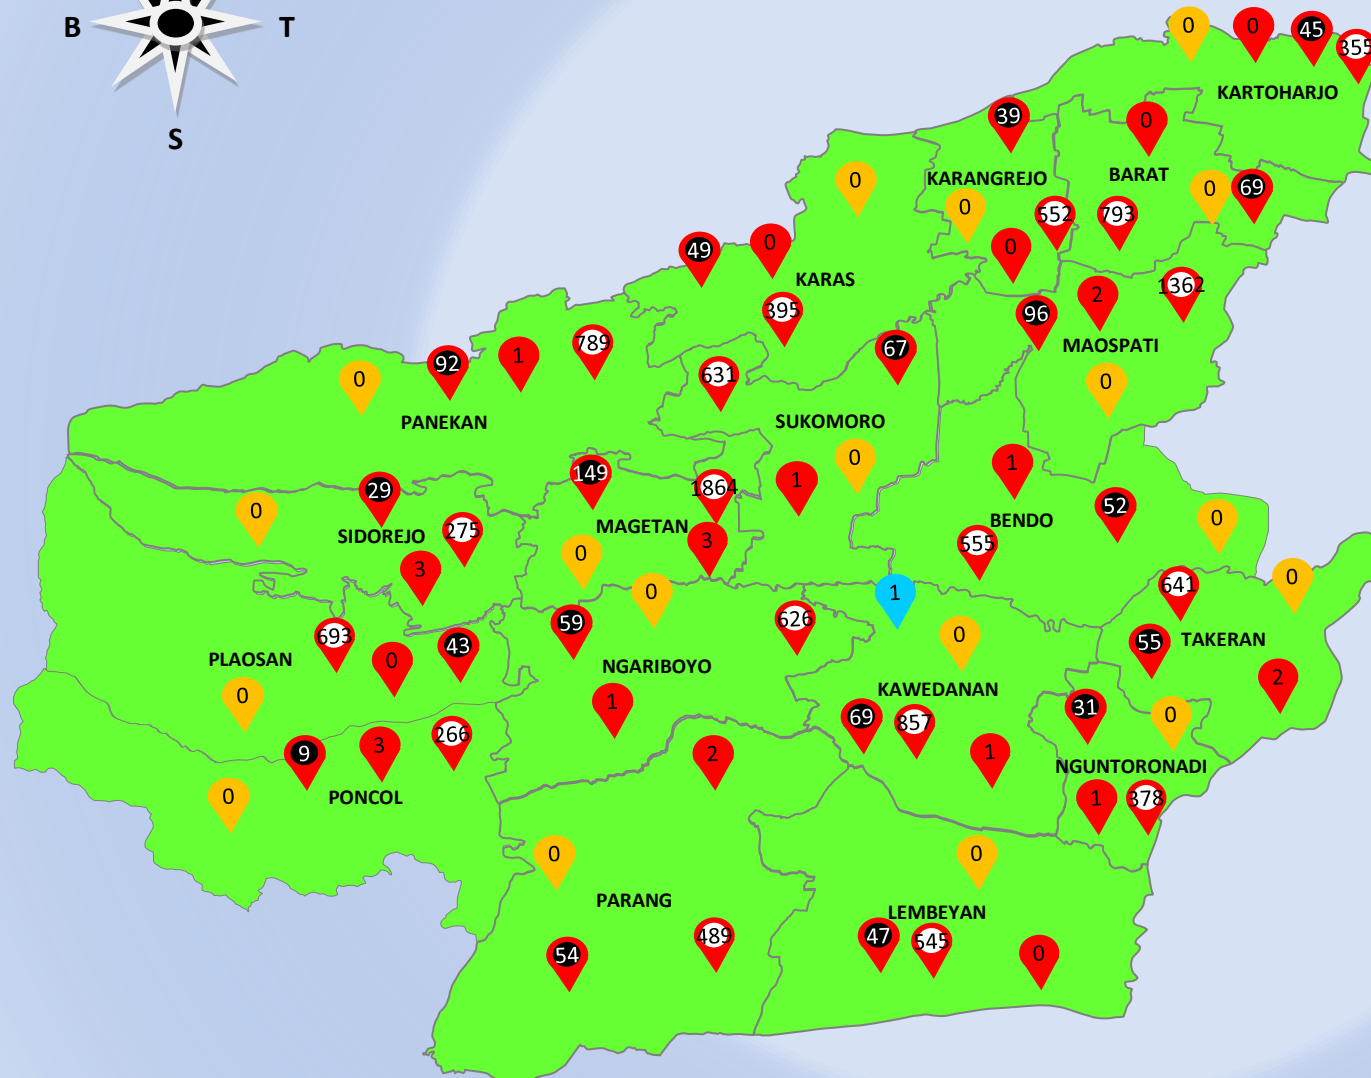 B T
S
0 0 45 355
KARTOHARJO
39 0
KARANGREJO BARAT
0 0 552 793 0 69
0
49 0
KARAS
395
96 2 1362
MAOSPATI
0
67
92 1 789
0
PANEKAN
631
SUKOMORO
0
1
149 1864
MAGETAN
0 3
29
0
SIDOREJO 275
3
1
BENDO 52
555 0
1
0
641 0
55 TAKERAN
2
693 0 43
PLAOSAN
0
59 0 626
NGARIBOYO
1
0
KAWEDANAN
69 857
1
31 0
NGUNTORONADI
1 378
9 3 266
0 PONCOL
2
0
PARANG
54 489
0
LEMBEYAN
47 545 0